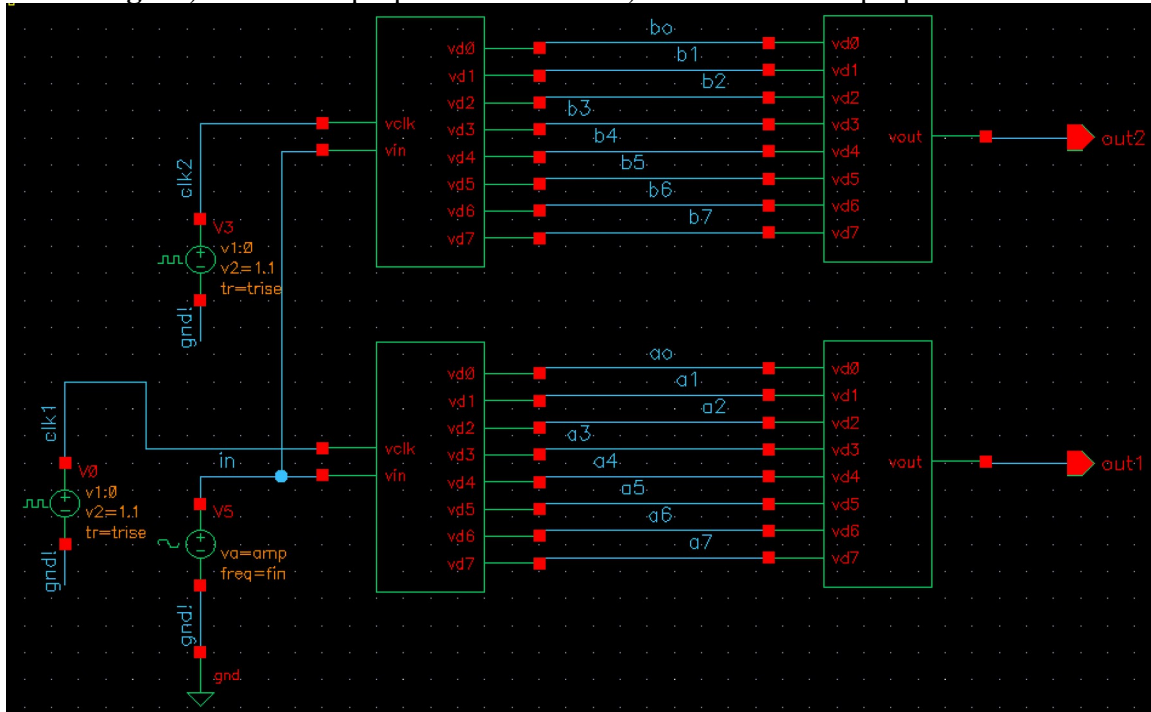 bo
vd0 vd0
b1
vd1 vd1
b2
vd2 vd2
b3
vclk vd3 vd3
b4
vout out2
vin vd4 vd4
b5
clk2
vd5 vd5
b6
vd6 vd6
b7
V3
vd7 vd7
v1:0
v2=1.1
tr=trise
gnd!
ao
vd0 vd0
a1
vd1 vd1
a2
clk1
vd2 vd2
a3
vclk vd3 vd3
in
a4
vout out1
V0
vin vd4 vd4
a5
v1:0
v2=1.1
V5
vd5 vd5
a6
tr=trise
vd6 vd6
a7
va=amp
vd7 vd7
freq=fin
gnd!
gnd!
gnd